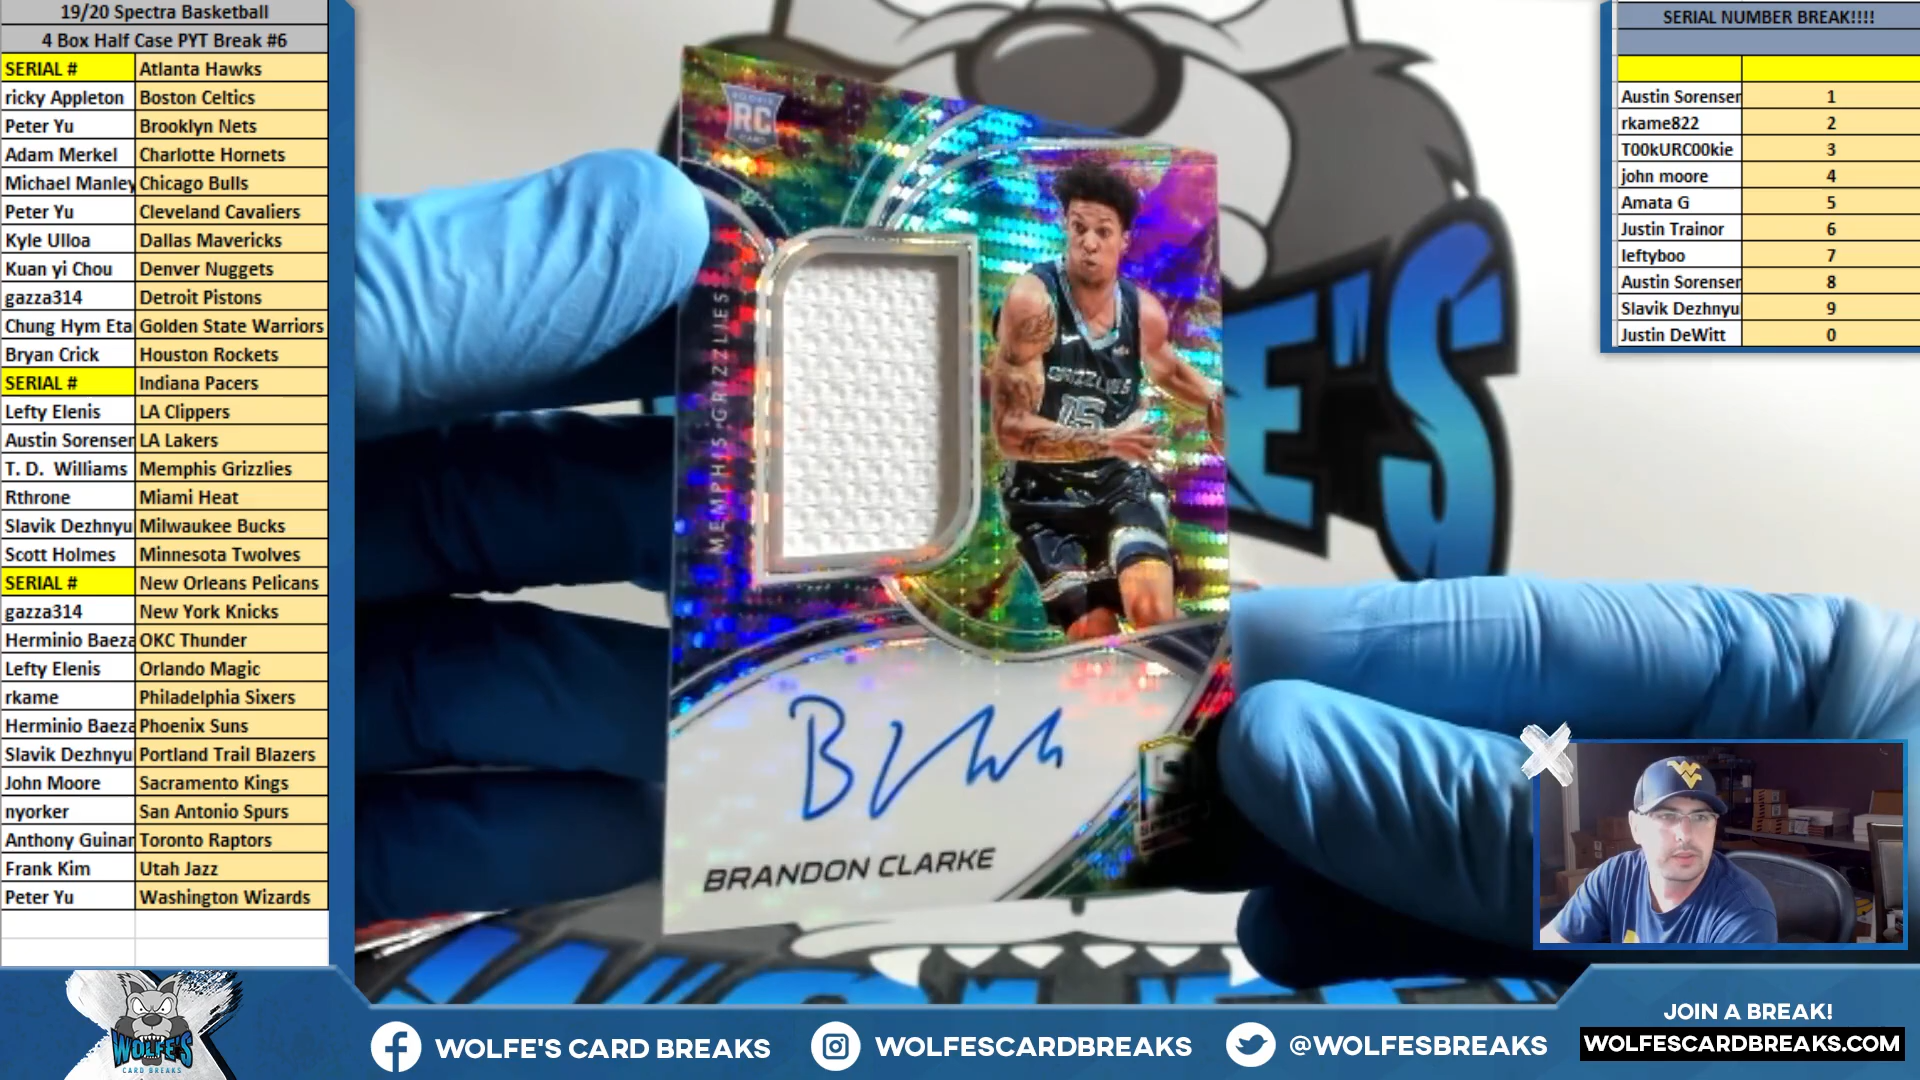 19/20 Spectra Basketball
4 Box Half Case PYT Break #6
SERIAL # Atlanta Hawks
ricky Appleton Boston Celtics
Peter Yu Brooklyn Nets
Adam Merkel Charlotte Hornets
Michael Manley Chicago Bulls
Peter Yu Cleveland Cavaliers
Kyle Ulloa Dallas Mavericks
Kuan yi Chou Denver Nuggets
gazza314 Detroit Pistons
Chung Hym Eta Golden State Warriors
Bryan Crick Houston Rockets
SERIAL # Indiana Pacers
Lefty Elenis LA Clippers
Austin Sorenser LA Lakers
T. D. Williams Memphis Grizzlies
Rthrone Miami Heat
Slavik Dezhnyu Milwaukee Bucks
Scott Holmes Minnesota Twolves
SERIAL # New Orleans Pelicans
gazza314 New York Knicks
Herminio Baeza OKC Thunder
Lefty Elenis Orlando Magic
rkame Philadelphia Sixers
Herminio Baeza Phoenix Suns
Slavik Dezhnyu Portland Trail Blazers
John Moore Sacramento Kings
nyorker San Antonio Spurs
Anthony Guinar Toronto Raptors
Frank Kim Utah Jazz
Peter Yu Washington Wizards
ROOKIE
RC
CARD
MEMPHIS GRIZZLIES
GRIZZLIES
15
BRANDON CLARKE
E'S
SERIAL NUMBER BREAK!!!!
Austin Sorenser 1
rkame822 2
T00kURC00kie 3
john moore 4
Amata G 5
Justin Trainor 6
leftyboo 7
Austin Sorenser 8
Slavik Dezhnyu 9
Justin DeWitt 0
WV
WOLFE'S
CARD BREAKS
WOLFE'S CARD BREAKS
WOLFESCARDBREAKS
@WOLFESBREAKS
JOIN A BREAK!
WOLFESCARDBREAKS.COM